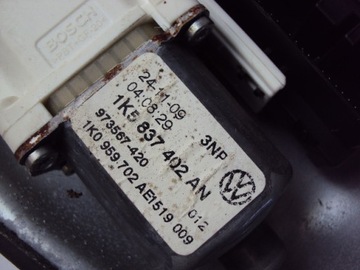 BOSCH
24-11-09
04:08:29
3NP
1K5 837 402 AN
973567-420
012
1K0 959 702 AE1519 009